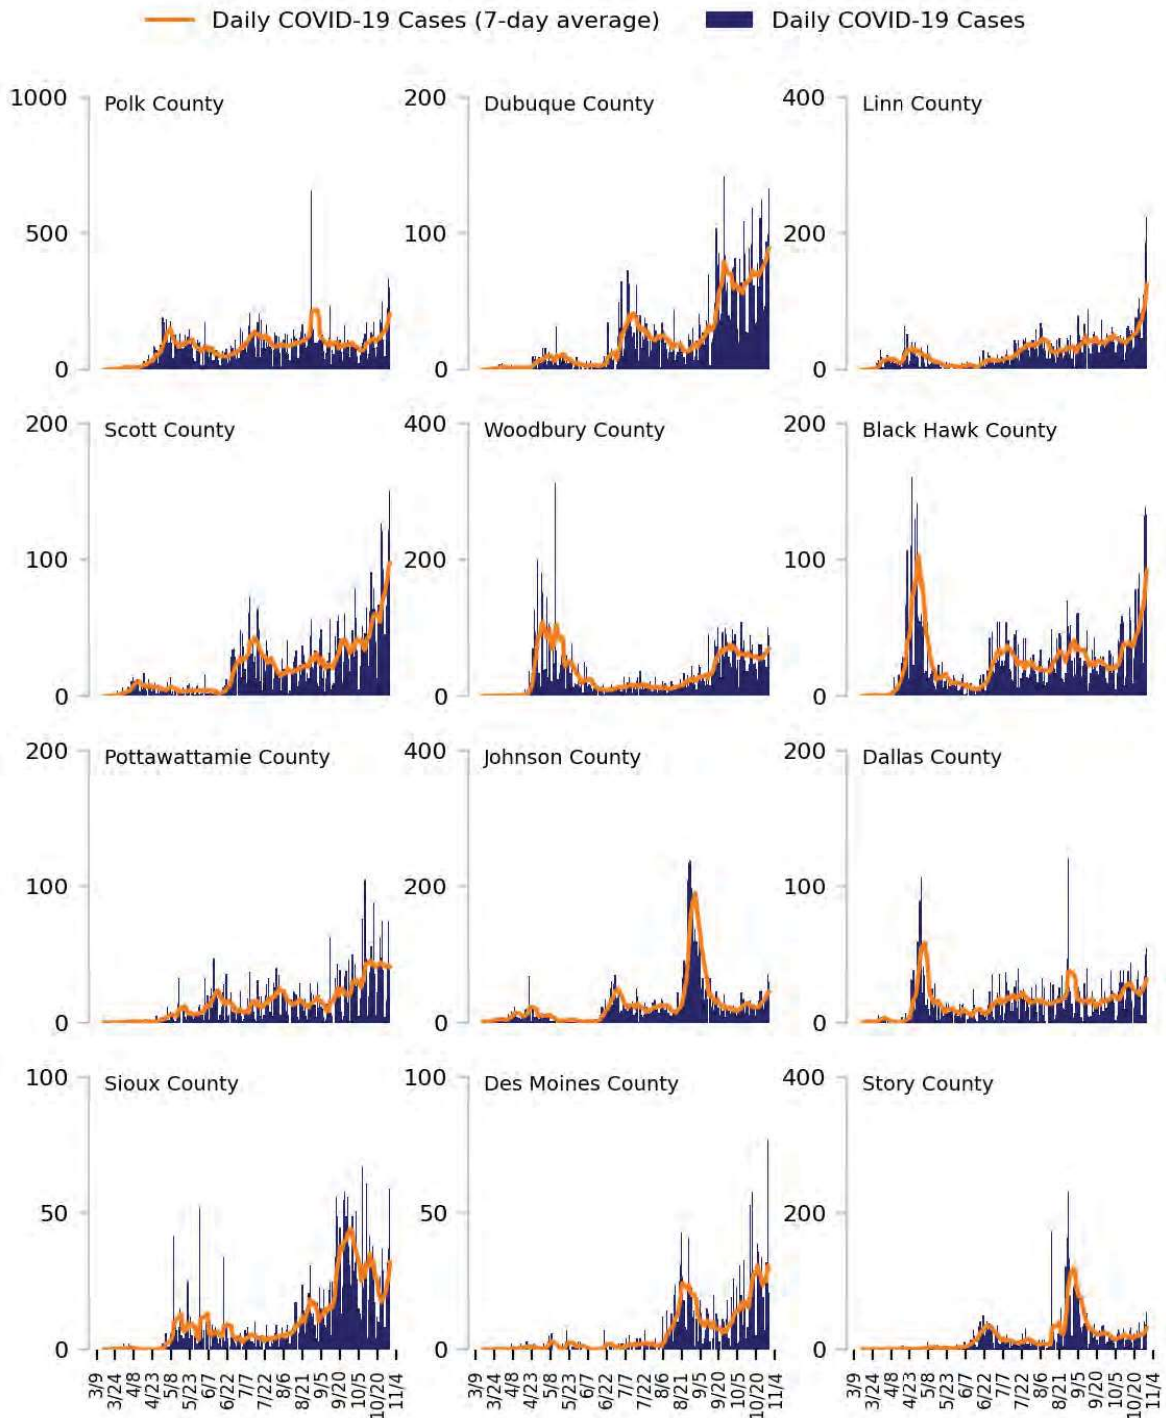 Daily COVID-19 Cases (7-day average) Daily COVID-19 Cases
1000 Polk County 200 Dubuque County 400 Linn County
500 100 200
0 0 0
200 Scott County 400 Woodbury County 200 Black Hawk County
100 200 100
0 0 0
200 Pottawattamie County 400 Johnson County 200 Dallas County
100 200 100
0 0 0
100 Sioux County 100 Des Moines County 400 Story County
50 50 200
0 0 0
3/9 3/24 4/8 4/23 5/8 5/23 6/7 6/22 7/7 7/22 8/6 8/21 9/5 9/20 10/5 10/20 11/4 3/9 3/24 4/8 4/23 5/8 5/23 6/7 6/22 7/7 7/22 8/6 8/21 9/5 9/20 10/5 10/20 11/4 3/9 3/24 4/8 4/23 5/8 5/23 6/7 6/22 7/7 7/22 8/6 8/21 9/5 9/20 10/5 10/20 11/4